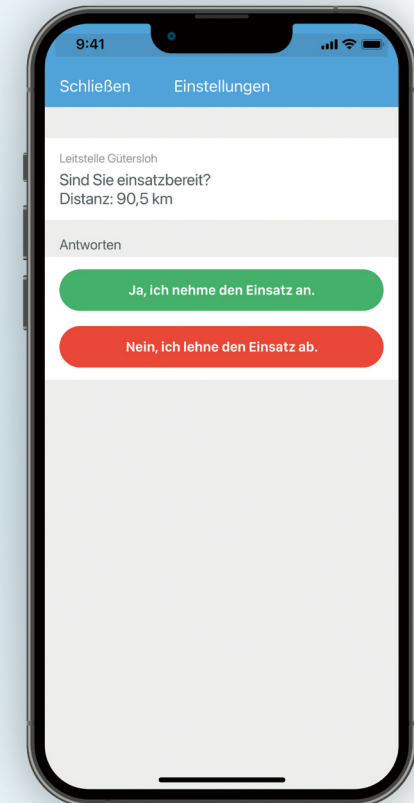 9:41
Schließen Einstellungen
Leitstelle Gütersloh
Sind Sie einsatzbereit?
Distanz: 90,5 km
Antworten
Ja, ich nehme den Einsatz an.
Nein, ich lehne den Einsatz ab.